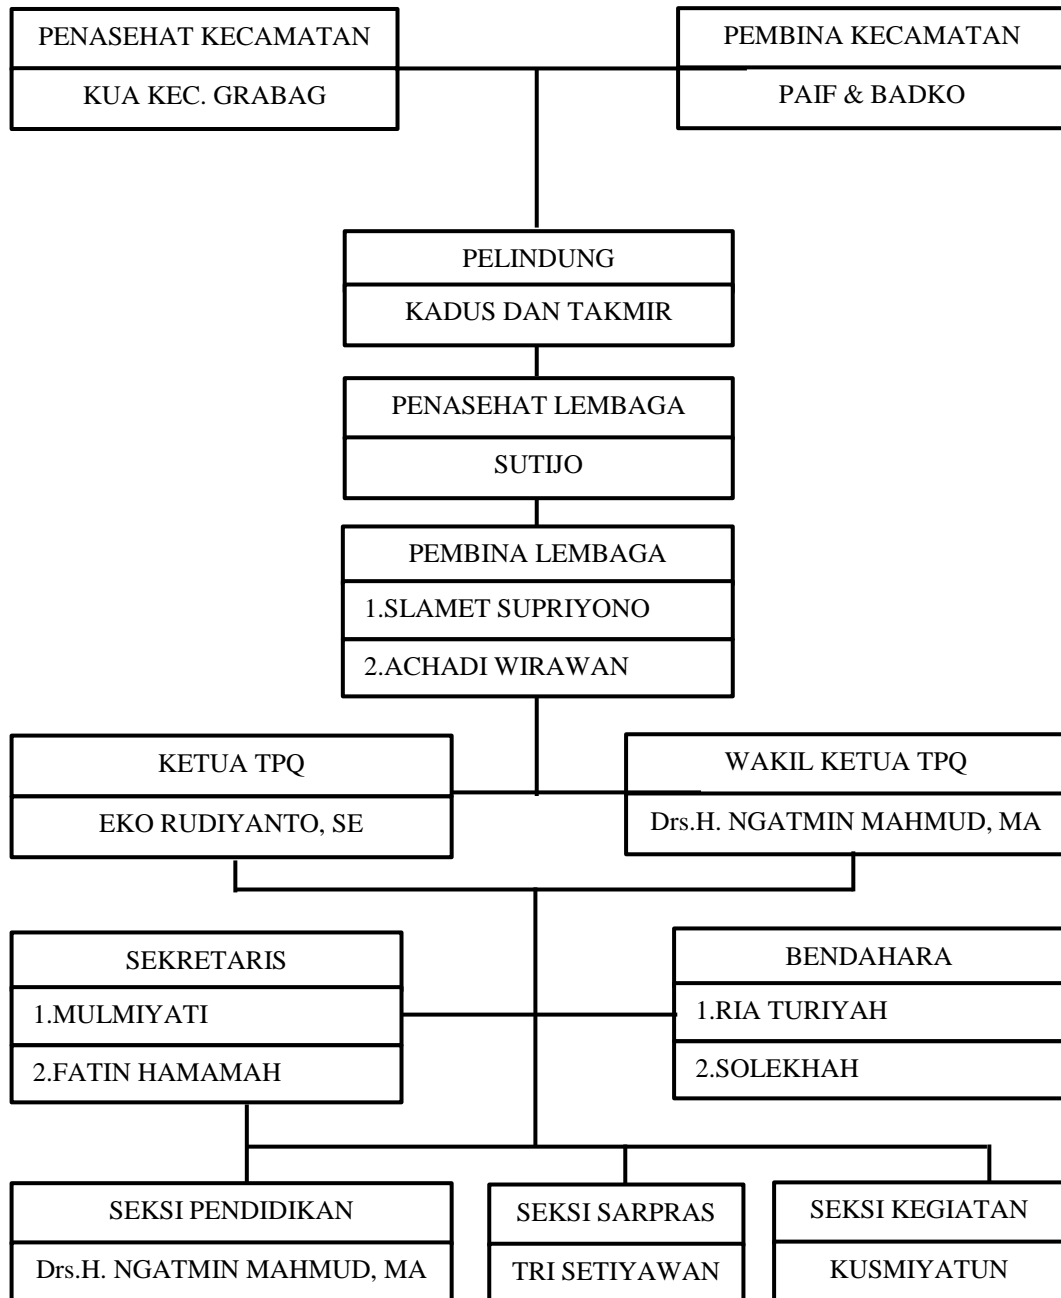 PENASEHAT KECAMATAN
KUA KEC. GRABAG
PEMBINA KECAMATAN
PAIF & BADKO
PELINDUNG
KADUS DAN TAKMIR
PENASEHAT LEMBAGA
SUTIJO
PEMBINA LEMBAGA
1.SLAMET SUPRIYONO
2.ACHADI WIRAWAN
KETUA TPQ
EKO RUDIYANTO, SE
WAKIL KETUA TPQ
Drs.H. NGATMIN MAHMUD, MA
SEKRETARIS
1.MULMIYATI
2.FATIN HAMAMAH
BENDAHARA
1.RIA TURIYAH
2.SOLEKHAH
SEKSI PENDIDIKAN
Drs.H. NGATMIN MAHMUD, MA
SEKSI SARPRAS
TRI SETIYAWAN
SEKSI KEGIATAN
KUSMIYATUN